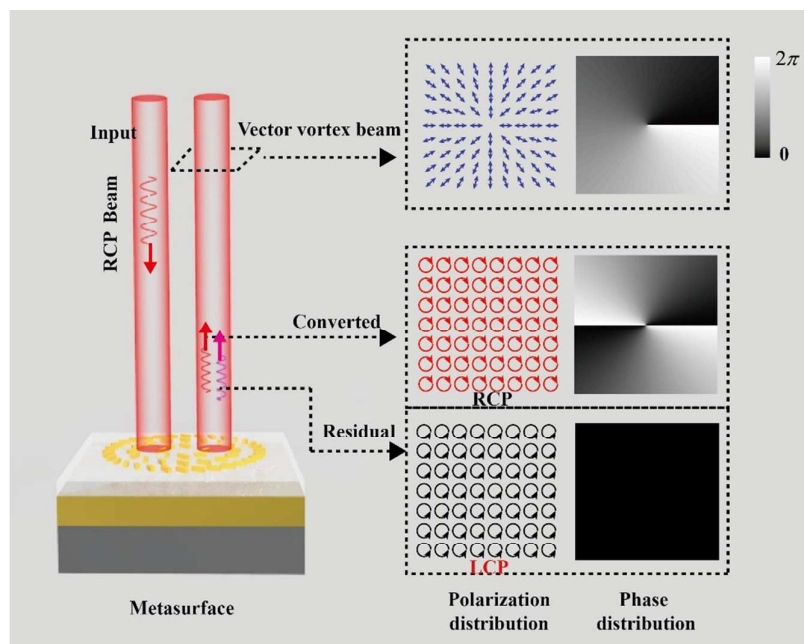 2π
0
Input
RCP Beam
Vector vortex beam
Converted
RCP
Residual
LCP
Metasurface
Polarization
distribution
Phase
distribution